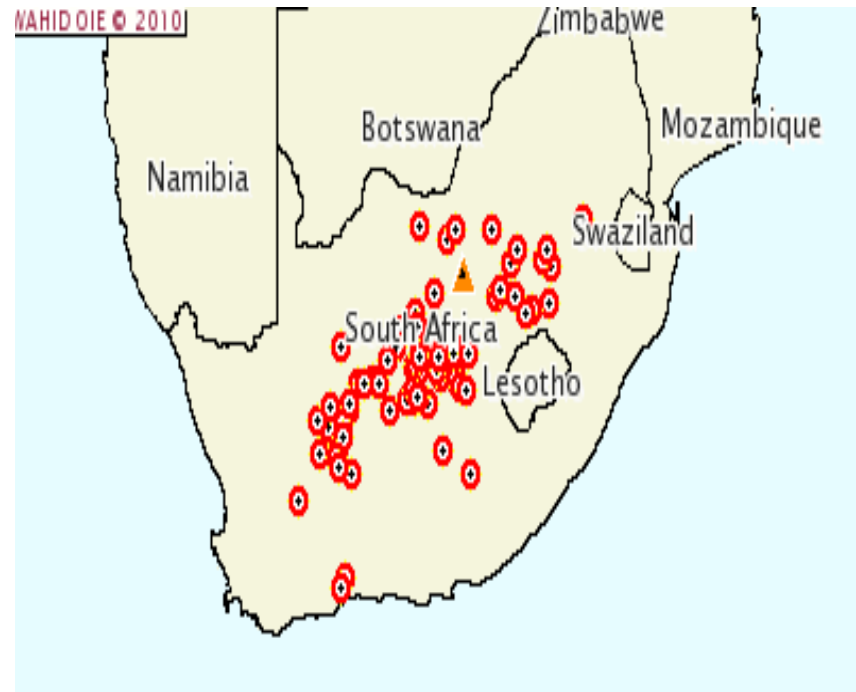 WAHID OIE © 2010
Zimbabwe
Botswana
Mozambique
Namibia
Swaziland
South Africa
Lesotho